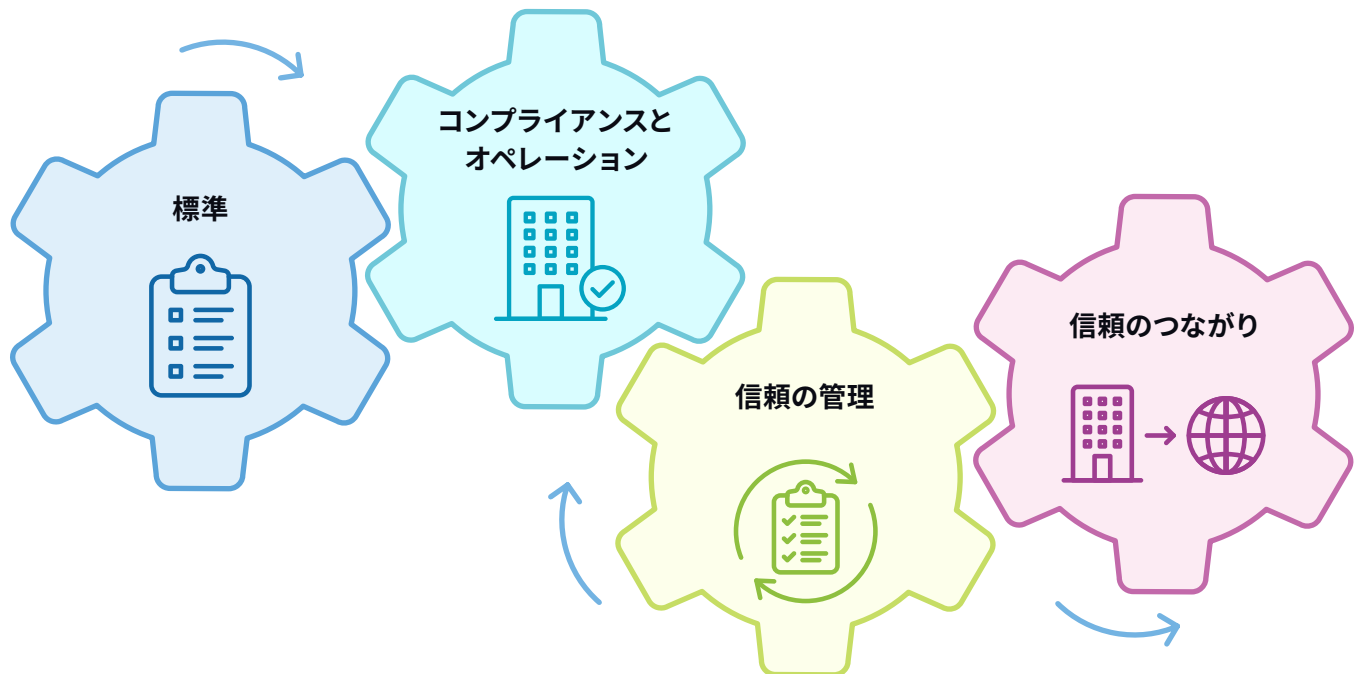 標準
コンプライアンスと
オペレーション
信頼の管理
信頼のつながり